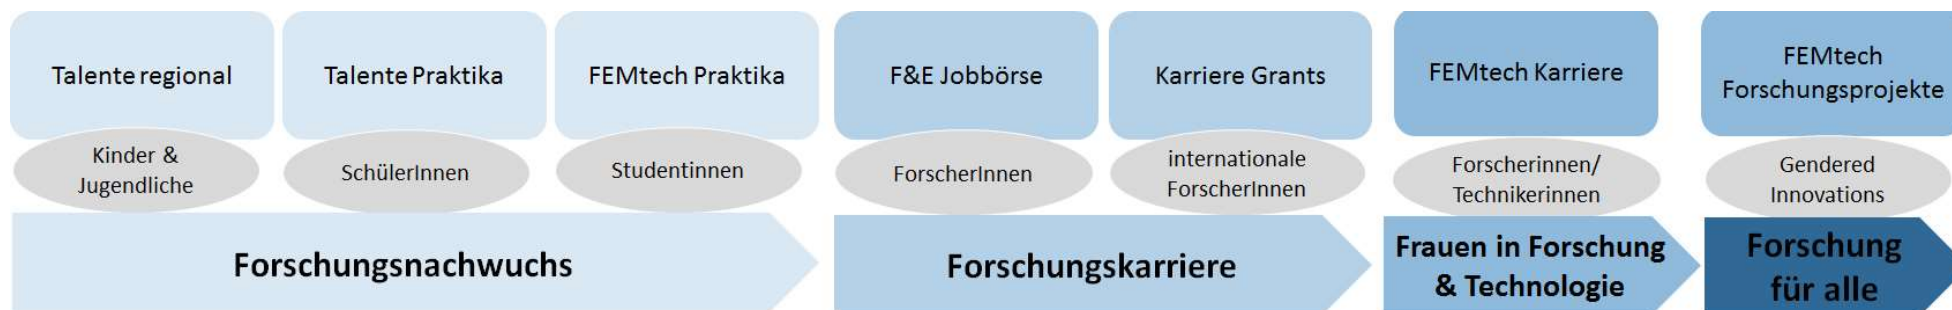 Talente regional
Talente Praktika
FEMtech Praktika
F&E Jobbörse
Karriere Grants
FEMtech Karriere
FEMtech
Forschungsprojekte
Kinder &
Jugendliche
SchülerInnen
Studentinnen
ForscherInnen
internationale
ForscherInnen
Forscherinnen/
Technikerinnen
Gendered
Innovations
Forschungsnachwuchs
Forschungskarriere
Frauen in Forschung
& Technologie
Forschung
für alle